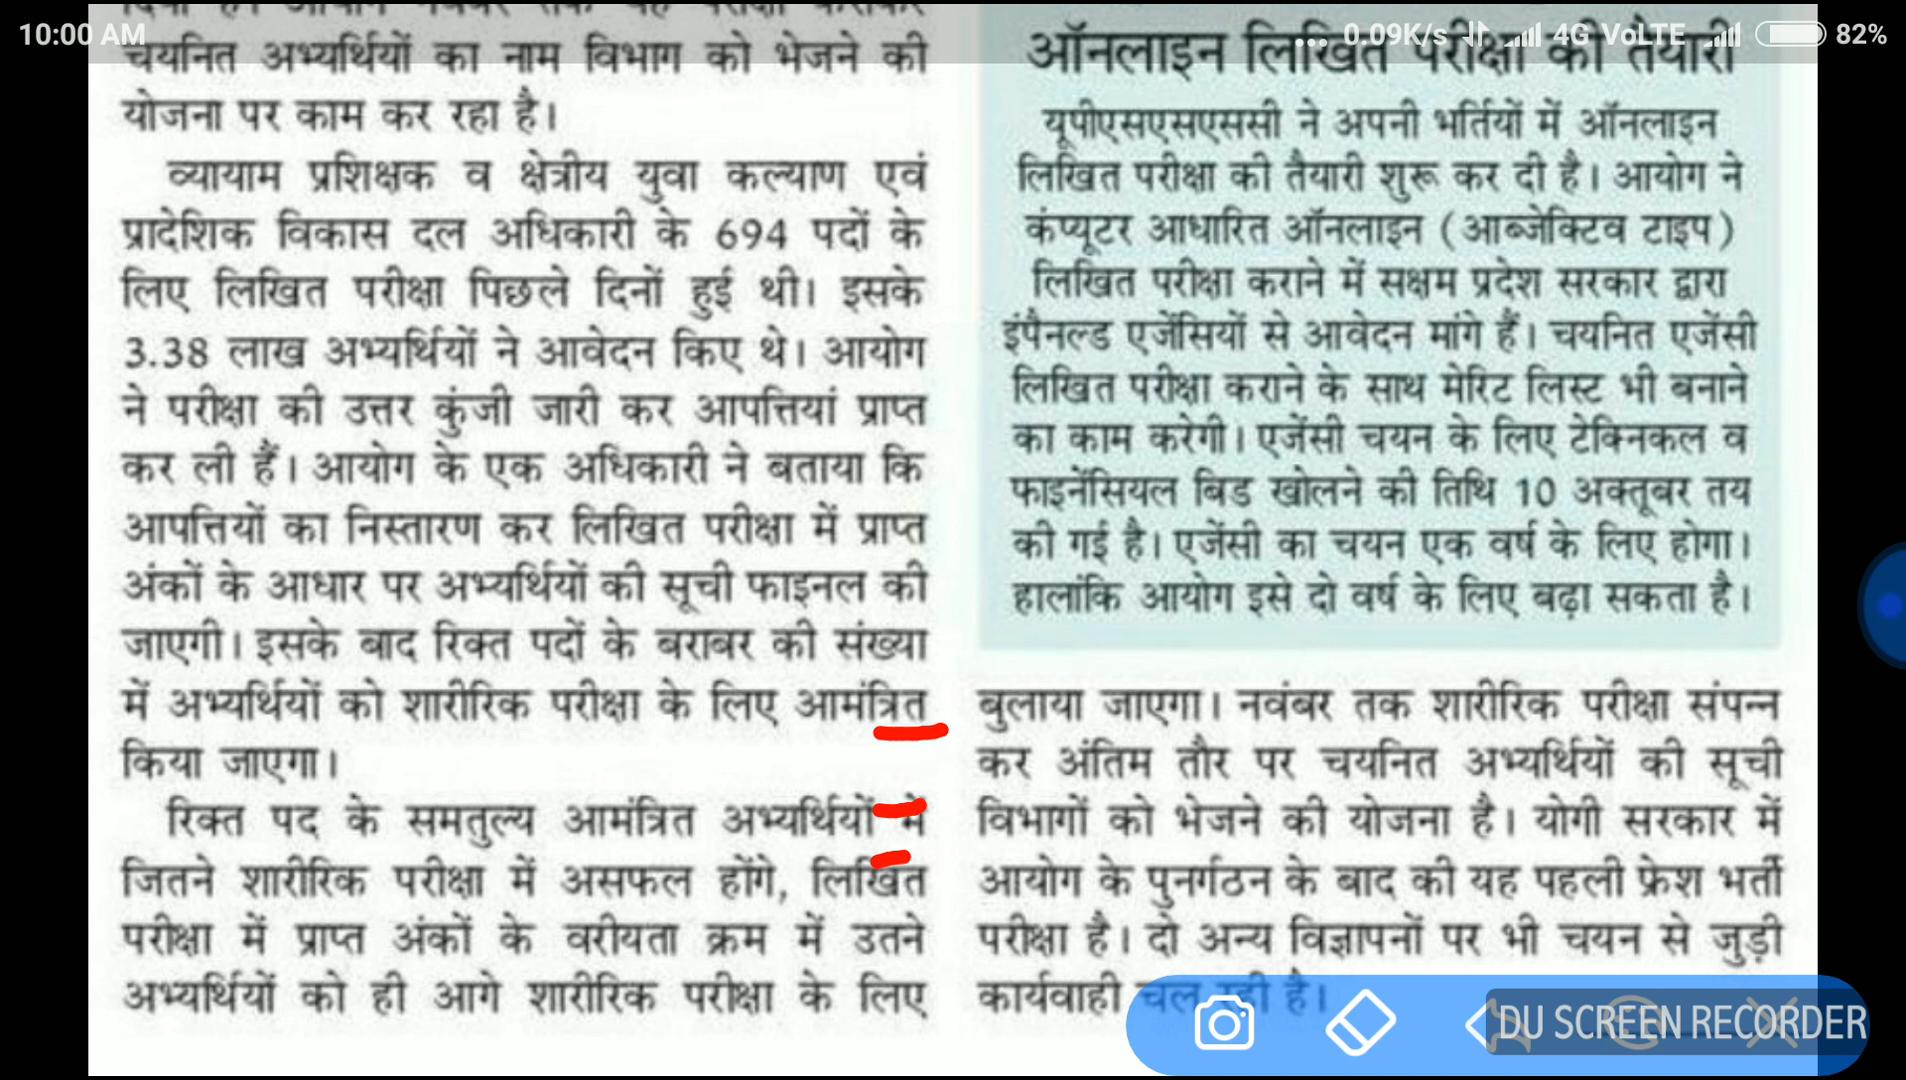 10:00 AM
... 0.09K/s 4G VoLTE 82%
चयनित अभ्यर्थियों का नाम विभाग को भेजने की
योजना पर काम कर रहा है।
व्यायाम प्रशिक्षक व क्षेत्रीय युवा कल्याण एवं
प्रादेशिक विकास दल अधिकारी के 694 पदों के
लिए लिखित परीक्षा पिछले दिनों हुई थी। इसके
3.38 लाख अभ्यर्थियों ने आवेदन किए थे। आयोग
ने परीक्षा की उत्तर कुंजी जारी कर आपत्तियां प्राप्त
कर ली हैं। आयोग के एक अधिकारी ने बताया कि
आपत्तियों का निस्तारण कर लिखित परीक्षा में प्राप्त
अंकों के आधार पर अभ्यर्थियों की सूची फाइनल की
जाएगी। इसके बाद रिक्त पदों के बराबर की संख्या
में अभ्यर्थियों को शारीरिक परीक्षा के लिए आमंत्रित
किया जाएगा।
रिक्त पद के समतुल्य आमंत्रित अभ्यर्थियों में
जितने शारीरिक परीक्षा में असफल होंगे, लिखित
परीक्षा में प्राप्त अंकों के वरीयता क्रम में उतने
अभ्यर्थियों को ही आगे शारीरिक परीक्षा के लिए
ऑनलाइन लिखित परीक्षा की तैयारी
यूपीएसएसएससी ने अपनी भर्तियों में ऑनलाइन
लिखित परीक्षा की तैयारी शुरू कर दी है। आयोग ने
कंप्यूटर आधारित ऑनलाइन (आब्जेक्टिव टाइप)
लिखित परीक्षा कराने में सक्षम प्रदेश सरकार द्वारा
इंपैनल्ड एजेंसियों से आवेदन मांगे हैं। चयनित एजेंसी
लिखित परीक्षा कराने के साथ मेरिट लिस्ट भी बनाने
का काम करेगी। एजेंसी चयन के लिए टेक्निकल व
फाइनेंसियल बिड खोलने की तिथि 10 अक्तूबर तय
की गई है। एजेंसी का चयन एक वर्ष के लिए होगा।
हालांकि आयोग इसे दो वर्ष के लिए बढ़ा सकता है।
बुलाया जाएगा। नवंबर तक शारीरिक परीक्षा संपन्न
कर अंतिम तौर पर चयनित अभ्यर्थियों की सूची
विभागों को भेजने की योजना है। योगी सरकार में
आयोग के पुनर्गठन के बाद की यह पहली फ्रेश भर्ती
परीक्षा है। दो अन्य विज्ञापनों पर भी चयन से जुड़ी
कार्यवाही चल रही है।
DU SCREEN RECORDER